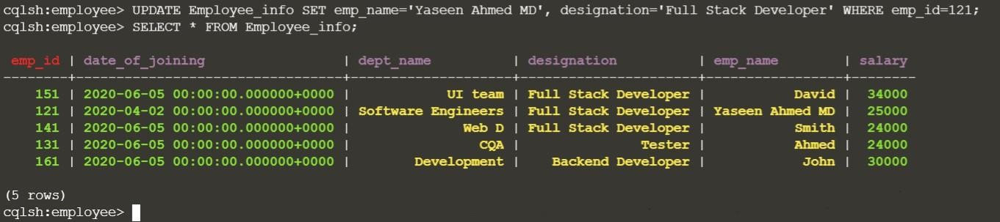 cqlsh:employee> UPDATE Employee_info SET emp_name='Yaseen Ahmed MD', designation='Full Stack Developer' WHERE emp_id=121;
cqlsh:employee> SELECT * FROM Employee_info;
emp_id | date_of_joining | dept_name | designation | emp_name | salary
--------+---------------------------------+--------------------+----------------------+-----------------+--------
151 | 2020-06-05 00:00:00.000000+0000 | UI team | Full Stack Developer | David | 34000
121 | 2020-04-02 00:00:00.000000+0000 | Software Engineers | Full Stack Developer | Yaseen Ahmed MD | 25000
141 | 2020-06-05 00:00:00.000000+0000 | Web D | Full Stack Developer | Smith | 24000
131 | 2020-06-05 00:00:00.000000+0000 | CQA | Tester | Ahmed | 24000
161 | 2020-06-05 00:00:00.000000+0000 | Development | Backend Developer | John | 30000
(5 rows)
cqlsh:employee>